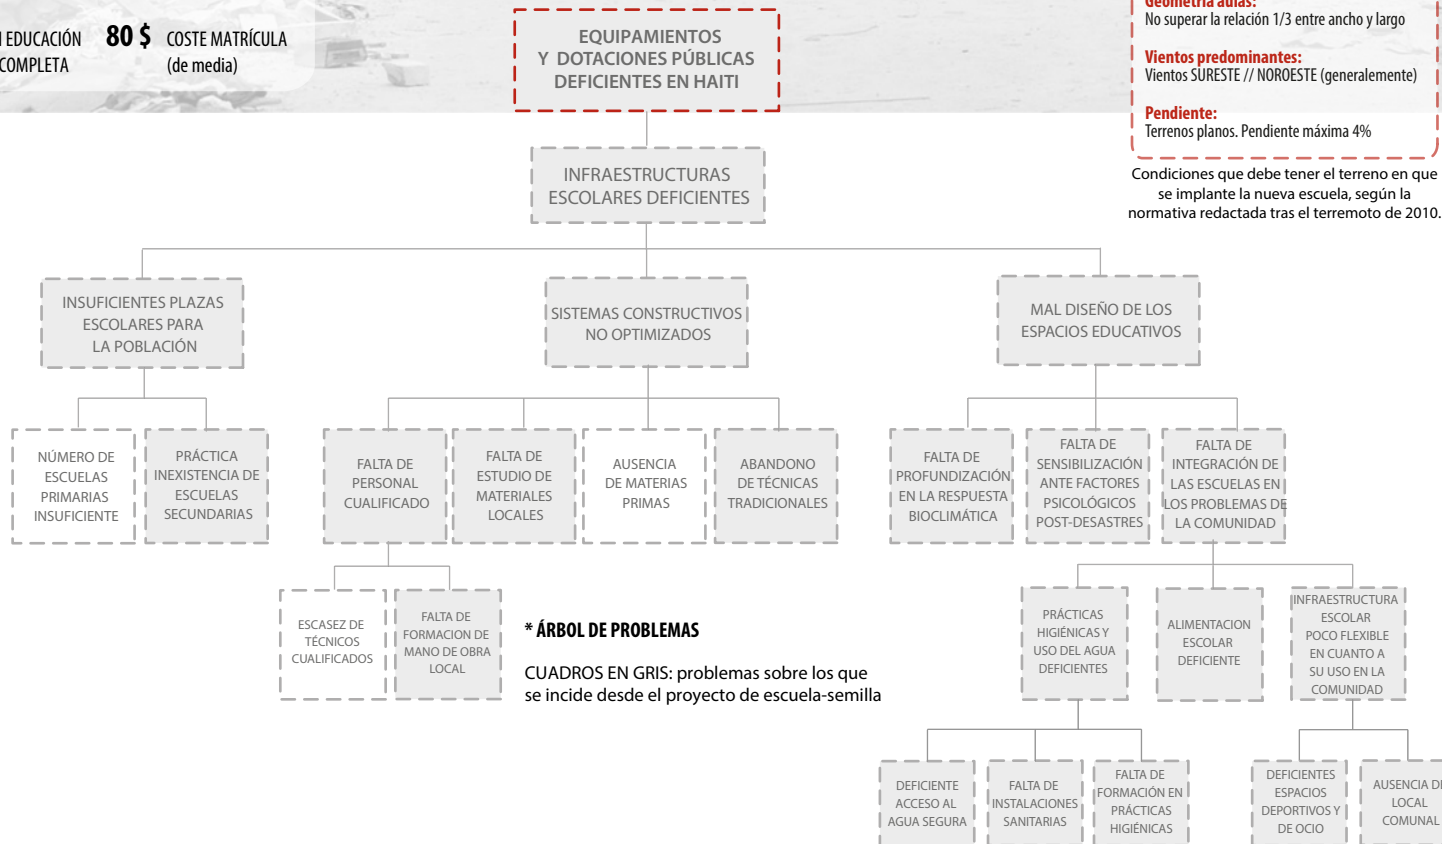 EDUCACIÓN
COMPLETA
80 $ COSTE MATRÍCULA
(de media)
EQUIPAMIENTOS
Y DOTACIONES PÚBLICAS
DEFICIENTES EN HAITI
Geometría aulas:
No superar la relación 1/3 entre ancho y largo
Vientos predominantes:
Vientos SURESTE // NOROESTE (generalemente)
Pendiente:
Terrenos planos. Pendiente máxima 4%
Condiciones que debe tener el terreno en que
se implante la nueva escuela, según la
normativa redactada tras el terremoto de 2010.
INFRAESTRUCTURAS
ESCOLARES DEFICIENTES
INSUFICIENTES PLAZAS
ESCOLARES PARA
LA POBLACIÓN
SISTEMAS CONSTRUCTIVOS
NO OPTIMIZADOS
MAL DISEÑO DE LOS
ESPACIOS EDUCATIVOS
NÚMERO DE
ESCUELAS
PRIMARIAS
INSUFICIENTE
PRÁCTICA
INEXISTENCIA DE
ESCUELAS
SECUNDARIAS
FALTA DE
PERSONAL
CUALIFICADO
FALTA DE
ESTUDIO DE
MATERIALES
LOCALES
AUSENCIA
DE MATERIAS
PRIMAS
ABANDONO
DE TÉCNICAS
TRADICIONALES
FALTA DE
PROFUNDIZACIÓN
EN LA RESPUESTA
BIOCLIMÁTICA
FALTA DE
SENSIBILIZACIÓN
ANTE FACTORES
PSICOLÓGICOS
POST-DESASTRES
FALTA DE
INTEGRACIÓN DE
LAS ESCUELAS EN
LOS PROBLEMAS DE
LA COMUNIDAD
ESCASEZ DE
TÉCNICOS
CUALIFICADOS
FALTA DE
FORMACION DE
MANO DE OBRA
LOCAL
* ÁRBOL DE PROBLEMAS
CUADROS EN GRIS: problemas sobre los que
se incide desde el proyecto de escuela-semilla
PRÁCTICAS
HIGIÉNICAS Y
USO DEL AGUA
DEFICIENTES
ALIMENTACION
ESCOLAR
DEFICIENTE
INFRAESTRUCTURA
ESCOLAR
POCO FLEXIBLE
EN CUANTO A
SU USO EN LA
COMUNIDAD
DEFICIENTE
ACCESO AL
AGUA SEGURA
FALTA DE
INSTALACIONES
SANITARIAS
FALTA DE
FORMACIÓN EN
PRÁCTICAS
HIGIÉNICAS
DEFICIENTES
ESPACIOS
DEPORTIVOS Y
DE OCIO
AUSENCIA DE
LOCAL
COMUNAL